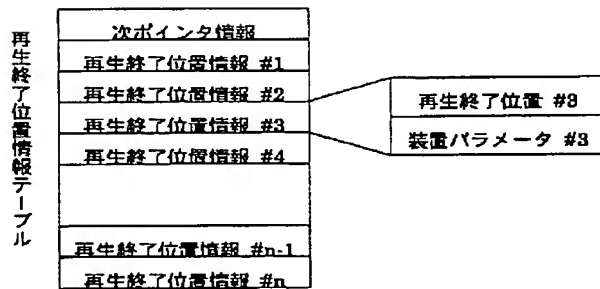 再生終了位置情報テーブル
次ポインタ情報
再生終了位置情報 #1
再生終了位置情報 #2
再生終了位置情報 #3
再生終了位置情報 #4
再生終了位置情報 #n-1
再生終了位置情報 #n
再生終了位置 #3
装置パラメータ #3